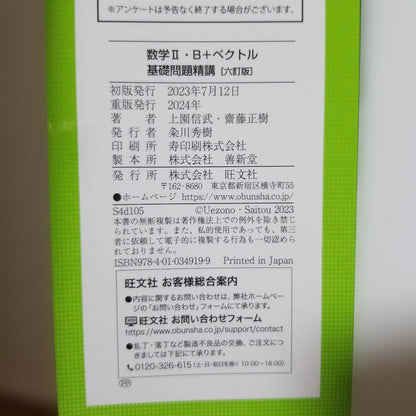 ※アンケートは予告なく終了する場合がございます。
数学Ⅱ・B+ベクトル
基礎問題精講 [六訂版]
初版発行 2023年7月12日
重版発行 2024年
著者 上園信武・齋藤正樹
発行者 粂川秀樹
印刷所 寿印刷株式会社
製本所 株式会社 善新堂
発行所 株式会社 旺文社
〒162-8680 東京都新宿区横寺町55
●ホームページ https://www.obunsha.co.jp/
S4d105 ©Uezono・Saitou 2023
本書の無断複製は著作権法上での例外を除き禁じ
られています。また、私的使用であっても、第三
者に依頼して電子的に複製する行為も一切認めら
れておりません。
ISBN978-4-01-034919-9 Printed in Japan
旺文社 お客様総合案内
●内容に関するお問い合わせは、弊社ホームペー
ジの「お問い合わせ」フォームにて承ります。
旺文社 お問い合わせフォーム
https://www.obunsha.co.jp/support/contact
●乱丁・落丁など製造不良品の交換、ご注文につ
きましては下記にて承ります。
0120-326-615 (土・日・祝日を除く10:00〜16:00)
PP